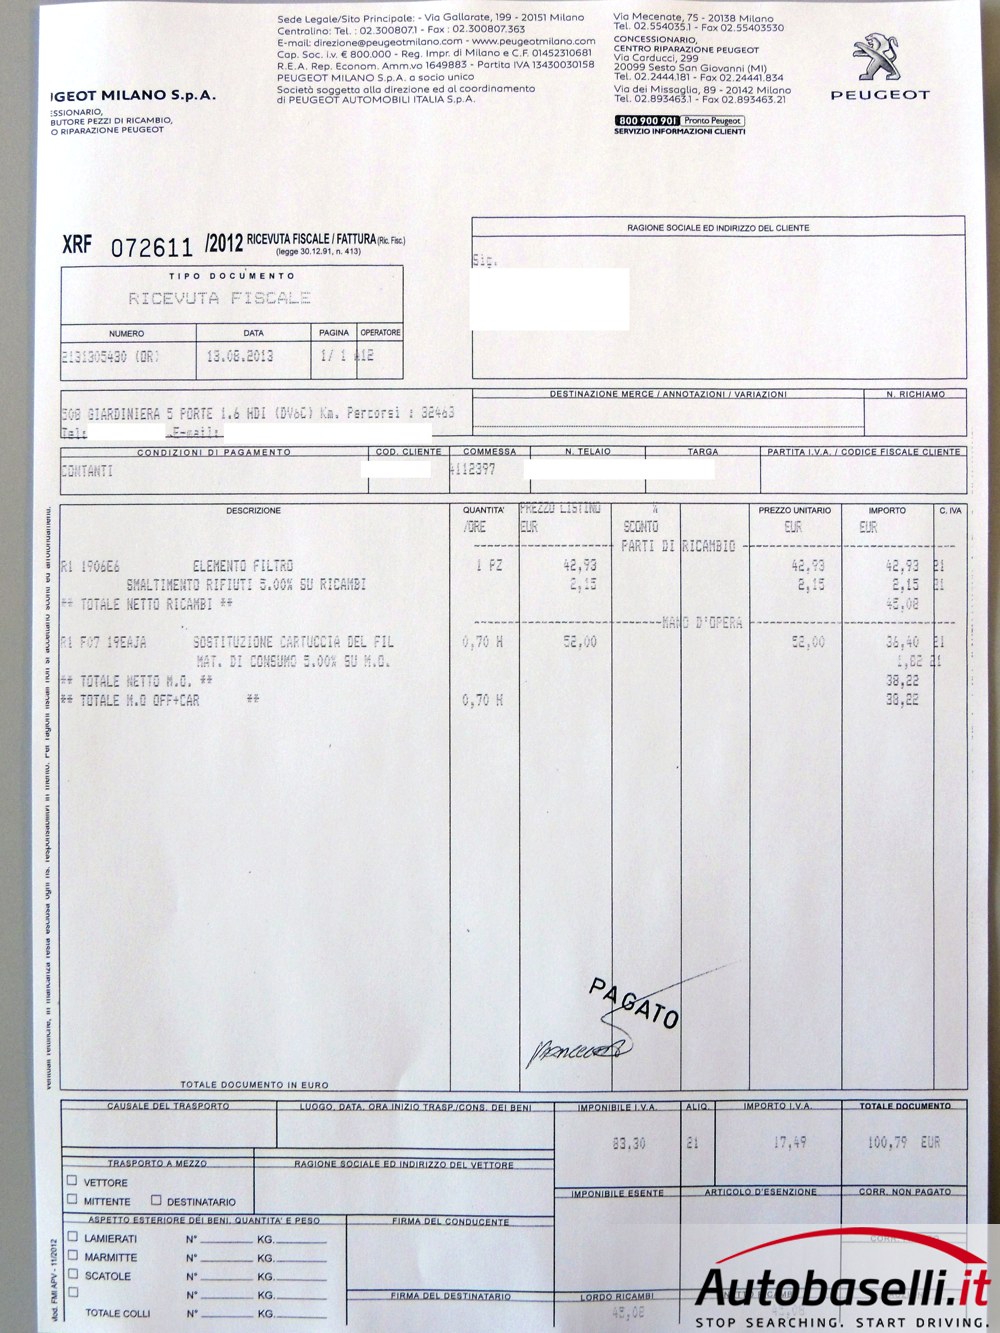 Sede Legale/Sito Principale: - Via Gallarate, 199 - 20151 Milano
Centralino: Tel. : 02.300807.1 - Fax : 02.300807.363
E-mail: direzione@peugeotmilano.com - www.peugeotmilano.com
Cap. Soc. i.v. € 800.000 - Reg. Impr. di Milano e C.F. 01452310681
R.E.A. Rep. Econom. Amm.vo 1649883 - Partita IVA 13430030158
PEUGEOT MILANO S.p.A. a socio unico
Società soggetto alla direzione ed al coordinamento
di PEUGEOT AUTOMOBILI ITALIA S.p.A.
Via Mecenate, 75 - 20138 Milano
Tel. 02.554035.1 - Fax 02.55403530
CONCESSIONARIO,
CENTRO RIPARAZIONE PEUGEOT
Via Carducci, 299
20099 Sesto San Giovanni (MI)
Tel. 02.2444.181 - Fax 02.24441.834
Via dei Missaglia, 89 - 20142 Milano
Tel. 02.893463.1 - Fax 02.893463.21
800 900 901 Pronto Peugeot
SERVIZIO INFORMAZIONI CLIENTI
PEUGEOT
IGEOT MILANO S.p.A.
ESSIONARIO,
BUTORE PEZZI DI RICAMBIO,
O RIPARAZIONE PEUGEOT
XRF 072611 /2012 RICEVUTA FISCALE / FATTURA (Ric. Fisc.)
(legge 30.12.91, n. 413)
TIPO DOCUMENTO
RICEVUTA FISCALE
NUMERO DATA PAGINA OPERATORE
2131305430 (OR) 13.08.2013 1/ 1 412
RAGIONE SOCIALE ED INDIRIZZO DEL CLIENTE
Sig.
508 GIARDINIERA 5 PORTE 1.6 HDI (DV6C) Km. Percorsi : 32463
Tel: E-mail:
DESTINAZIONE MERCE / ANNOTAZIONI / VARIAZIONI N. RICHIAMO
CONDIZIONI DI PAGAMENTO COD. CLIENTE COMMESSA N. TELAIO TARGA PARTITA I.V.A. / CODICE FISCALE CLIENTE
CONTANTI 4112397
DESCRIZIONE QUANTITA' PREZZO LISTINO % PREZZO UNITARIO IMPORTO C. IVA
/ORE EUR SCONTO EUR EUR
PARTI DI RICAMBIO
R1 1906E6 ELEMENTO FILTRO 1 PZ 42,93 42,93 42,93 21
SMALTIMENTO RIFIUTI 5.00% SU RICAMBI 2,15 2,15 2,15 21
** TOTALE NETTO RICAMBI ** 45,08
MANO D'OPERA
R1 F07 19EAJA SOSTITUZIONE CARTUCCIA DEL FIL 0,70 H 52,00 52,00 36,40 21
MAT. DI CONSUMO 5.00% SU M.O. 1,82 21
** TOTALE NETTO M.O. ** 38,22
** TOTALE M.O OFF+CAR ** 0,70 H 38,22
PAGATO
TOTALE DOCUMENTO IN EURO
CAUSALE DEL TRASPORTO LUOGO, DATA, ORA INIZIO TRASP./CONS. DEI BENI IMPONIBILE I.V.A. ALIQ. IMPORTO I.V.A. TOTALE DOCUMENTO
83,30 21 17,49 100,79 EUR
TRASPORTO A MEZZO RAGIONE SOCIALE ED INDIRIZZO DEL VETTORE
VETTORE
MITTENTE DESTINATARIO
IMPONIBILE ESENTE ARTICOLO D'ESENZIONE CORR. NON PAGATO
ASPETTO ESTERIORE DEI BENI, QUANTITA' E PESO FIRMA DEL CONDUCENTE
LAMIERATI N° KG.
MARMITTE N° KG.
SCATOLE N° KG.
N° KG.
TOTALE COLLI N° KG.
FIRMA DEL DESTINATARIO LORDO RICAMBI
45,08
Mod. FMI APV - 11/2012
Autobaselli.it
STOP SEARCHING. START DRIVING.